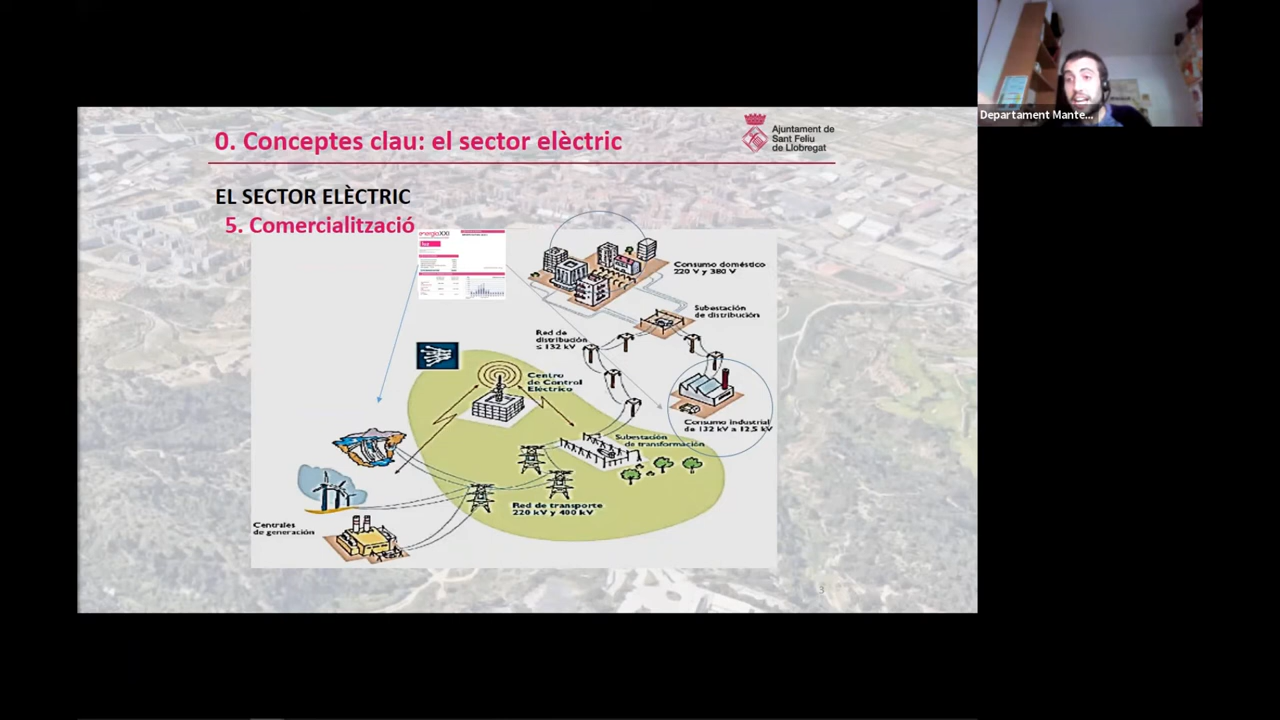 Departament Mante...
0. Conceptes clau: el sector elèctric
Ajuntament de
Sant Feliu
de Llobregat
EL SECTOR ELÈCTRIC
5. Comercialització
energíaXXI
Consumo doméstico
220 V y 380 V
Subestación
de distribución
Red de
distribución
≤ 132 kV
Centro
de Control
Eléctrico
Consumo industrial
de 132 kV a 12,5 kV
Subestación
de transformación
Red de transporte
220 kV y 400 kV
Centrales
de generación
3